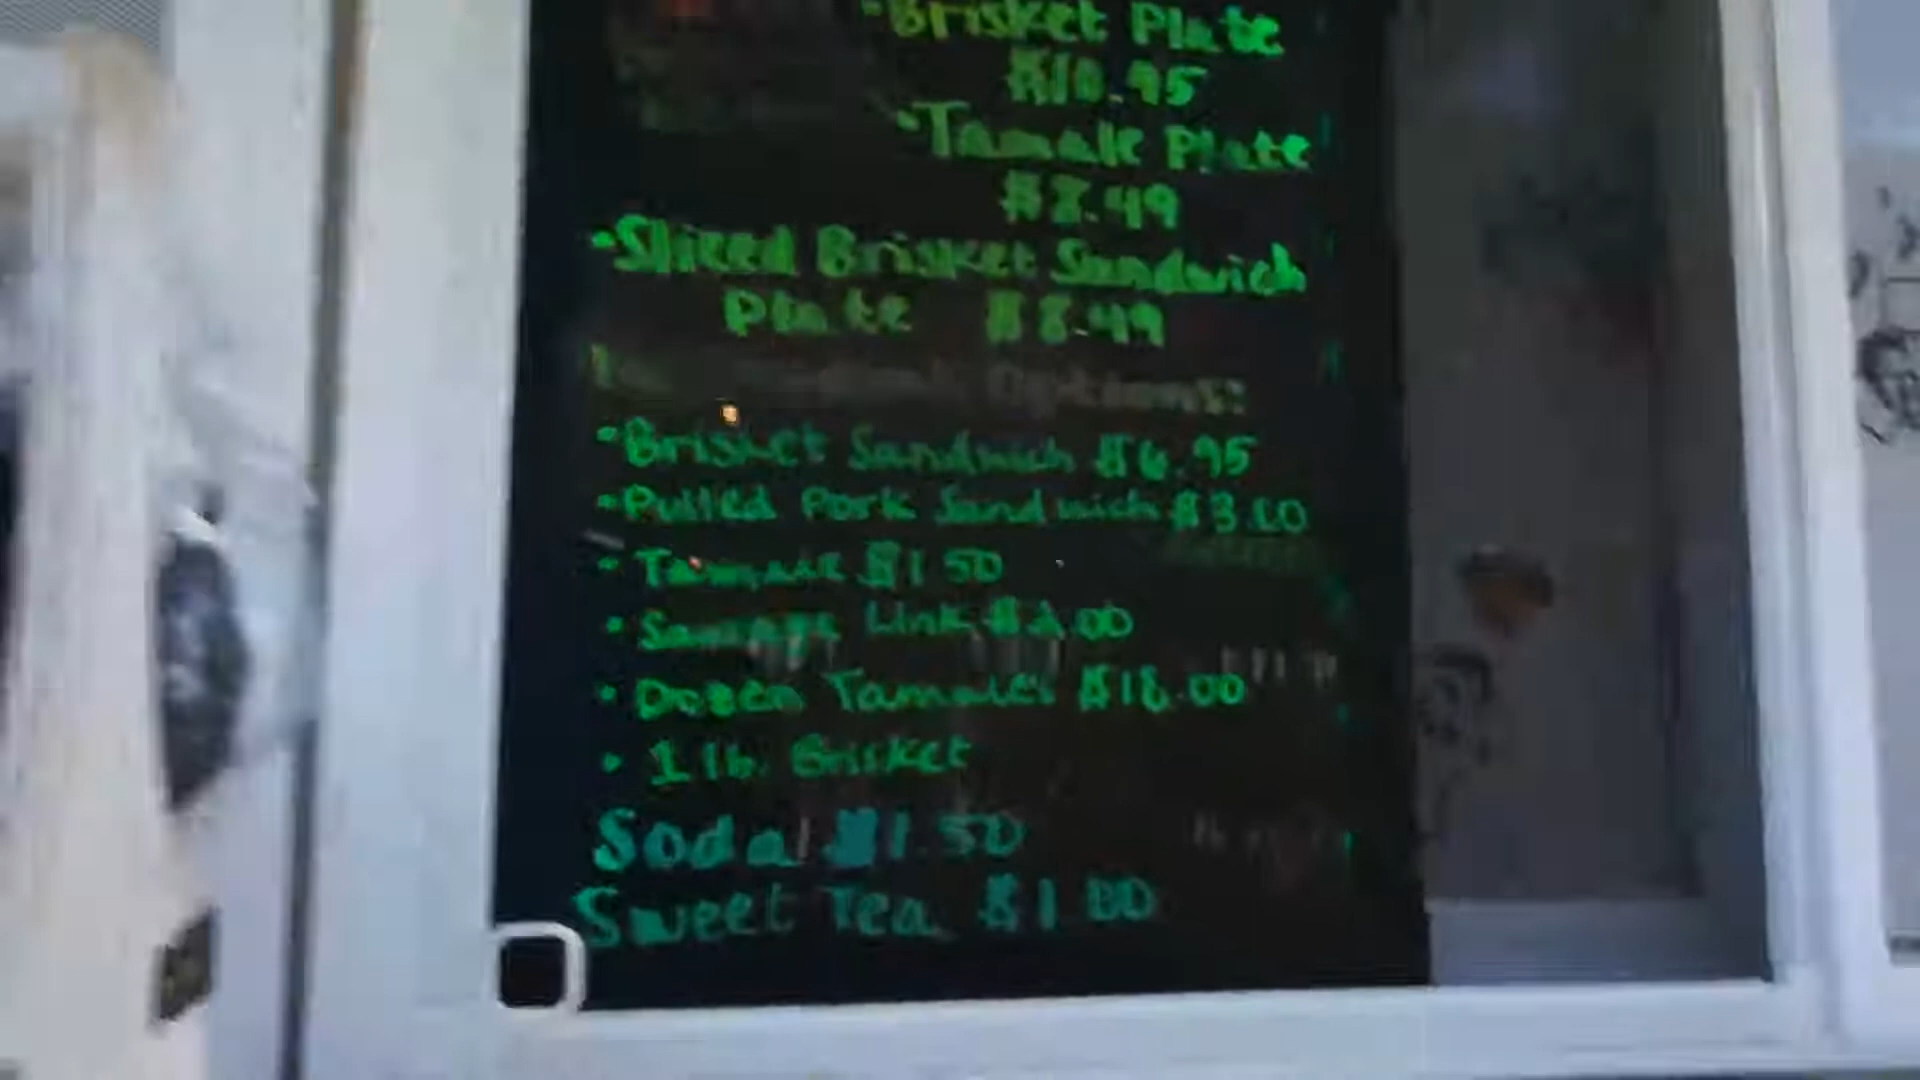 •Brisket Plate
$10.95
•Tamale Plate
$8.49
•Sliced Brisket Sandwich
Plate $8.49
Options:
•Brisket Sandwich $6.95
•Pulled Pork Sandwich $3.00
•Tamale $1.50
•Sausage Link $2.00
•Dozen Tamales $18.00
•1 lb. Brisket
Soda $1.50
Sweet Tea $1.00